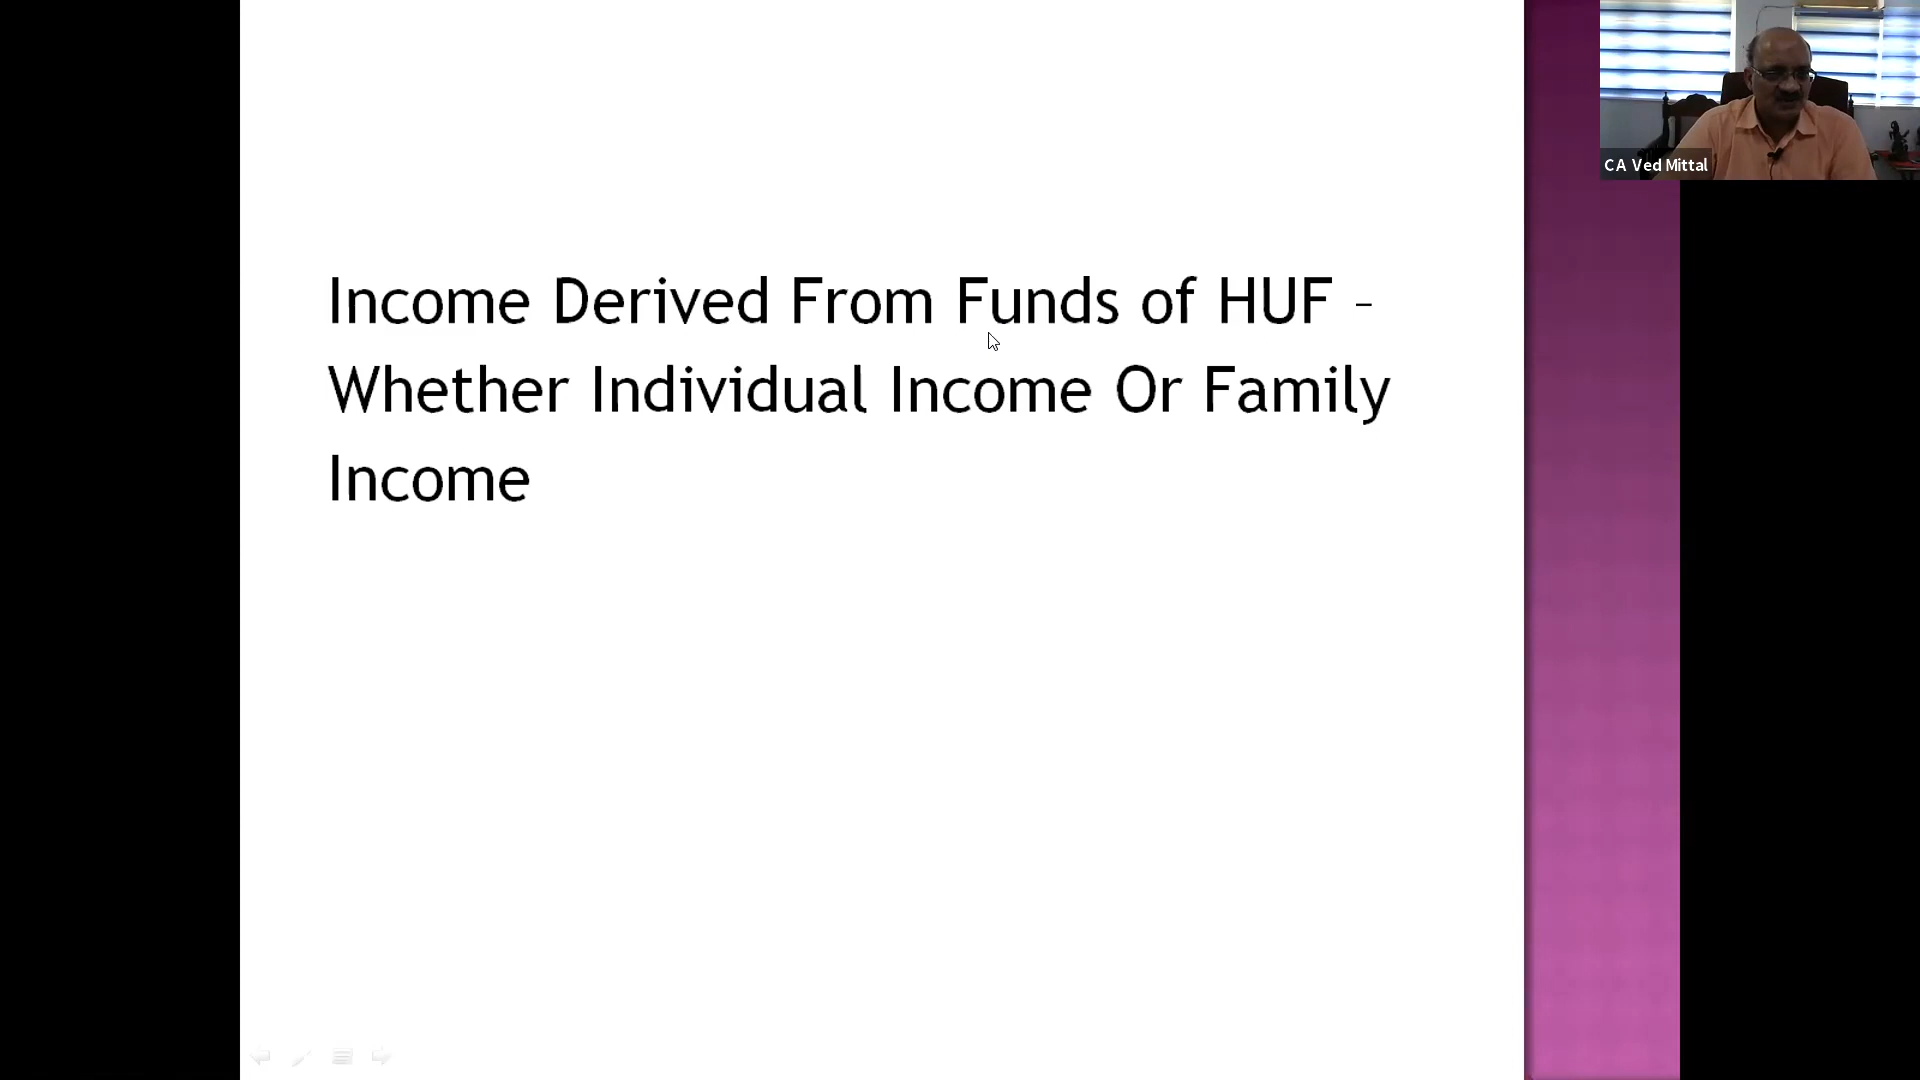 Income Derived From Funds of HUF –
Whether Individual Income Or Family
Income
CA Ved Mittal